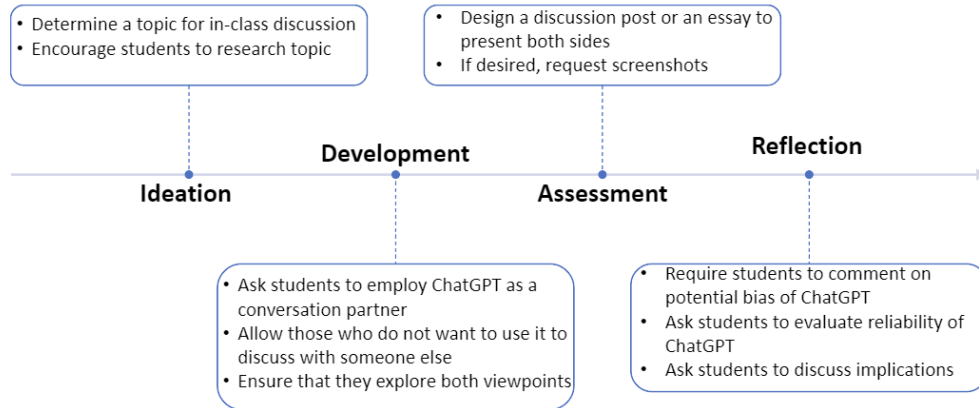 • Determine a topic for in-class discussion
• Encourage students to research topic
• Design a discussion post or an essay to
present both sides
• If desired, request screenshots
Development
Reflection
Ideation
Assessment
• Ask students to employ ChatGPT as a
conversation partner
• Allow those who do not want to use it to
discuss with someone else
• Ensure that they explore both viewpoints
• Require students to comment on
potential bias of ChatGPT
• Ask students to evaluate reliability of
ChatGPT
• Ask students to discuss implications